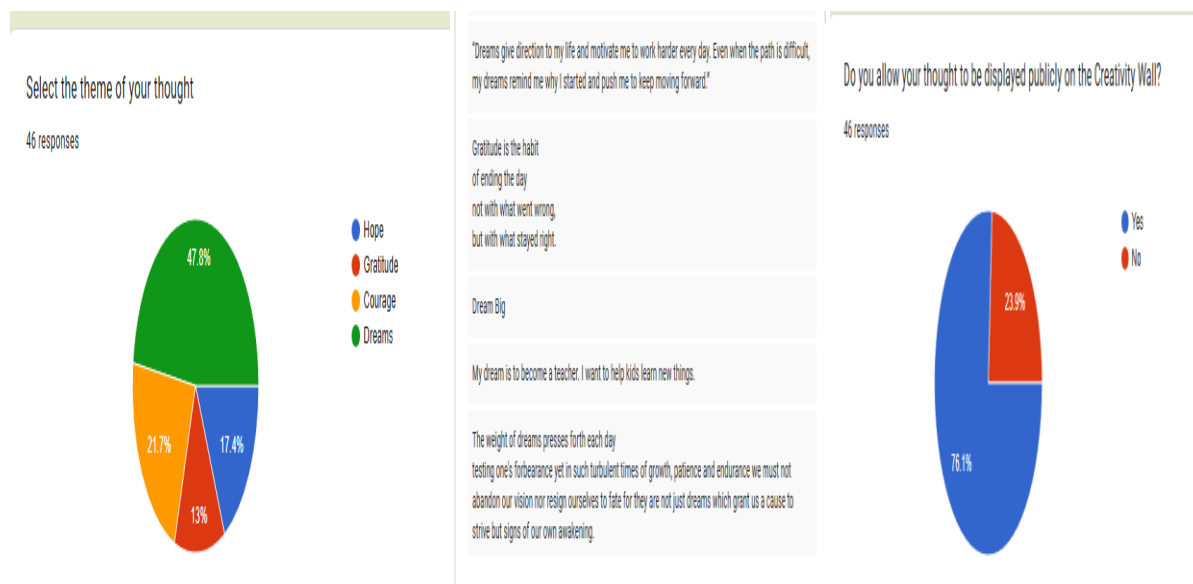 Select the theme of your thought
46 responses
47.8%
21.7%
17.4%
13%
Hope
Gratitude
Courage
Dreams
"Dreams give direction to my life and motivate me to work harder every day. Even when the path is difficult,
my dreams remind me why I started and push me to keep moving forward."
Gratitude is the habit
of ending the day
not with what went wrong,
but with what stayed right.
Dream Big
My dream is to become a teacher. I want to help kids learn new things.
The weight of dreams presses forth each day
testing one's forbearance yet in such turbulent times of growth, patience and endurance we must not
abandon our vision nor resign ourselves to fate for they are not just dreams which grant us a cause to
strive but signs of our own awakening.
Do you allow your thought to be displayed publicly on the Creativity Wall?
46 responses
23.9%
76.1%
Yes
No